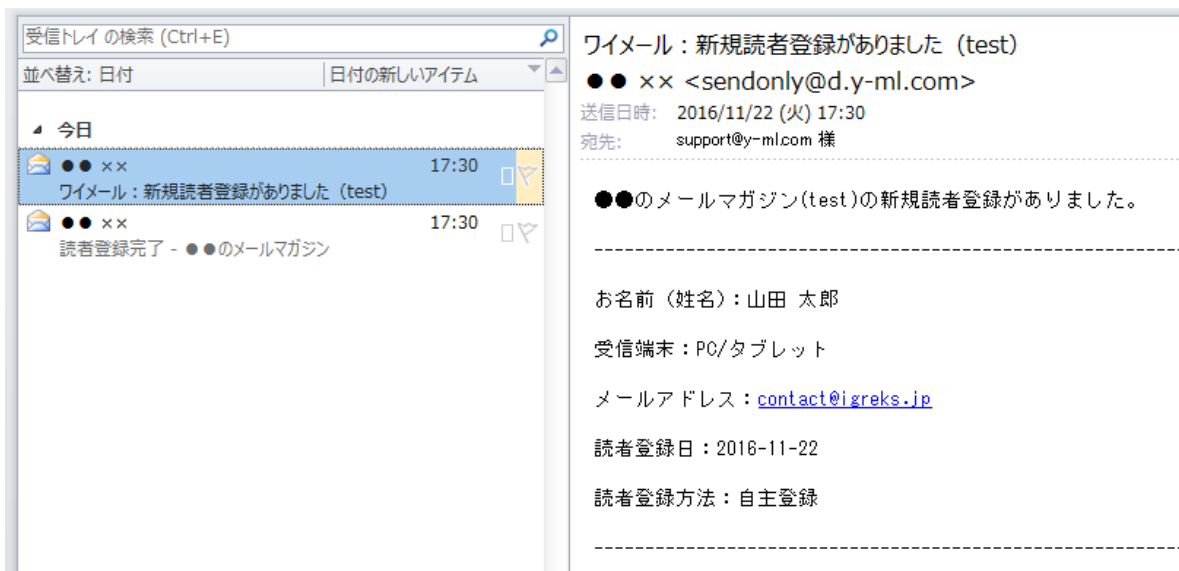 受信トレイ の検索 (Ctrl+E)
並べ替え: 日付
日付の新しいアイテム
今日
●● ××
17:30
ワイメール：新規読者登録がありました（test）
●● ××
17:30
読者登録完了 - ●●のメールマガジン
ワイメール：新規読者登録がありました（test）
●● ×× <sendonly@d.y-ml.com>
送信日時: 2016/11/22 (火) 17:30
宛先: support@y-ml.com 様
●●のメールマガジン(test)の新規読者登録がありました。
------------------------------------------------------------
お名前（姓名）：山田 太郎
受信端末：PC/タブレット
メールアドレス：contact@igreks.jp
読者登録日：2016-11-22
読者登録方法：自主登録
------------------------------------------------------------